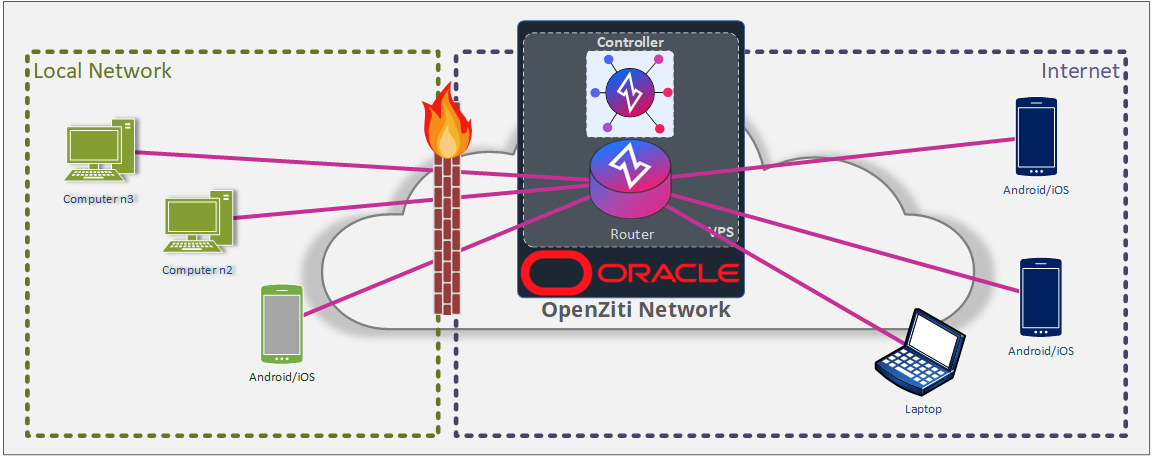 Controller
Local Network
Internet
Computer n3
Android/iOS
Router
VPS
Computer n2
ORACLE
OpenZiti Network
Android/iOS
Android/iOS
Laptop